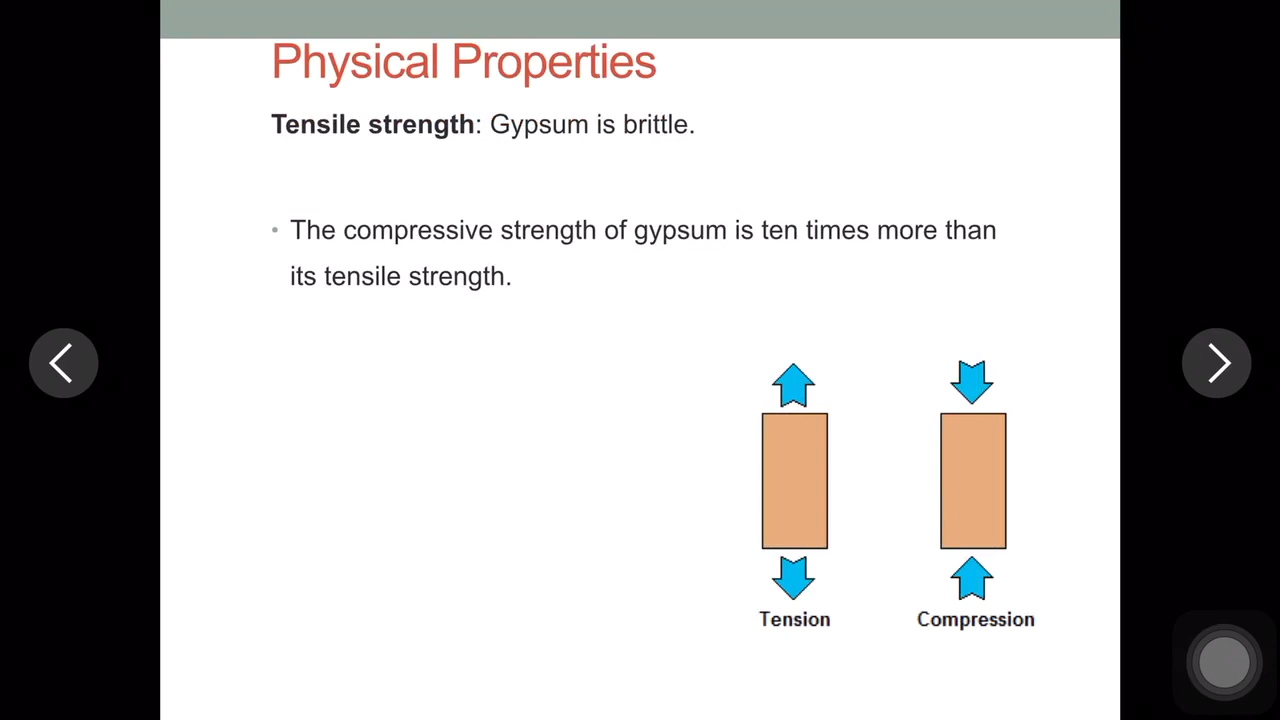 Physical Properties
Tensile strength: Gypsum is brittle.
• The compressive strength of gypsum is ten times more than
its tensile strength.
Tension
Compression